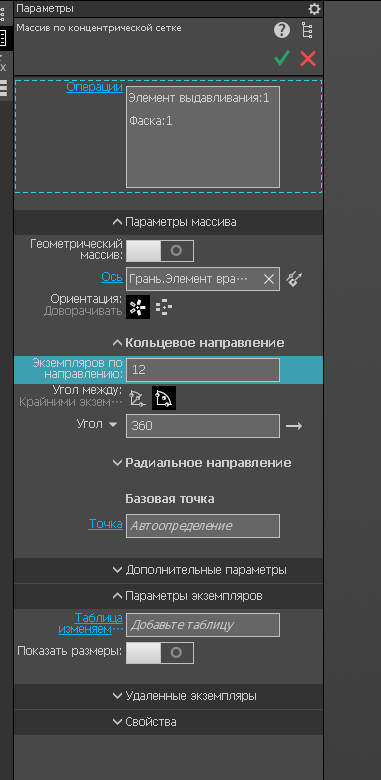 Параметры
Массив по концентрической сетке
Операции
Элемент выдавливания:1
Фаска:1
Параметры массива
Геометрический
массив:
Ось
Грань.Элемент вра···
Ориентация:
Доворачивать
Кольцевое направление
Экземпляров по
направлению:
12
Угол между:
Крайними экзем···
Угол
360
Радиальное направление
Базовая точка
Точка
Автоопределение
Дополнительные параметры
Параметры экземпляров
Таблица
изменяем···
Добавьте таблицу
Показать размеры:
Удаленные экземпляры
Свойства